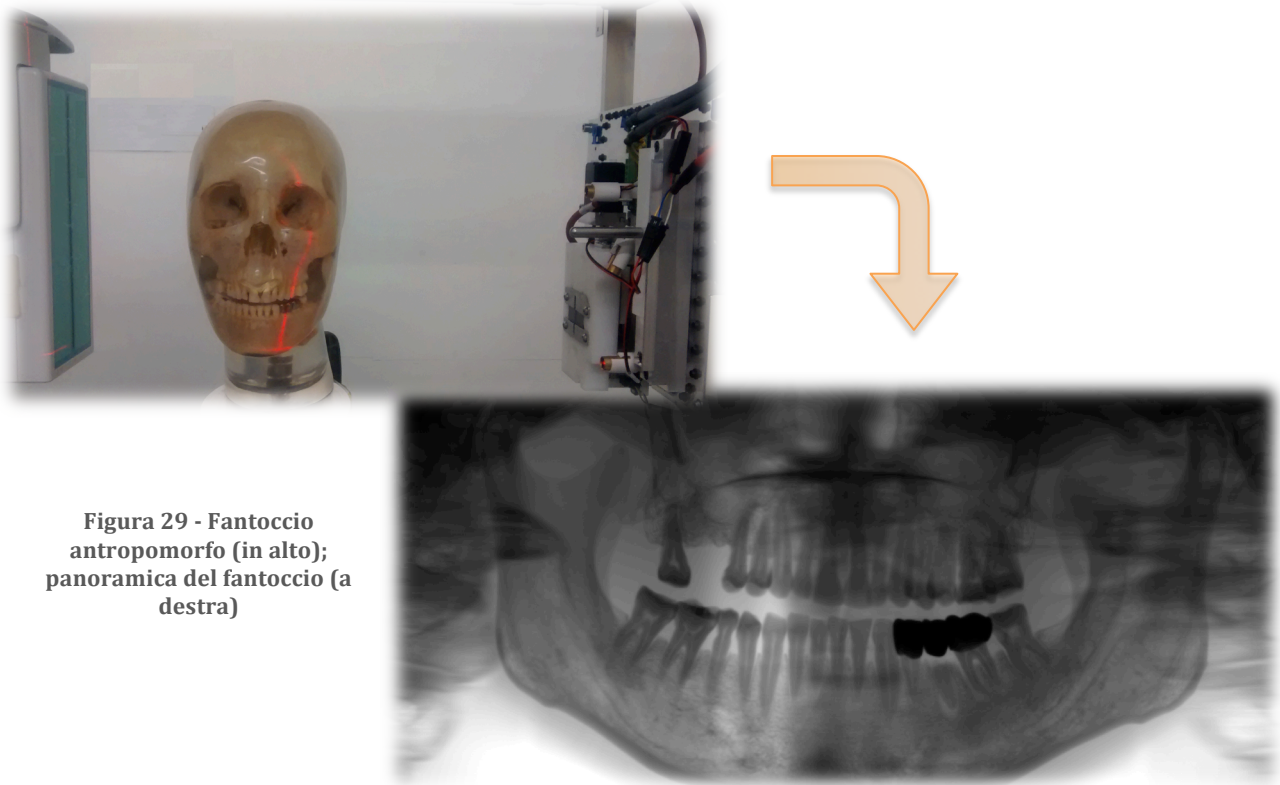 Figura 29 - Fantoccio
antropomorfo (in alto);
panoramica del fantoccio (a
destra)